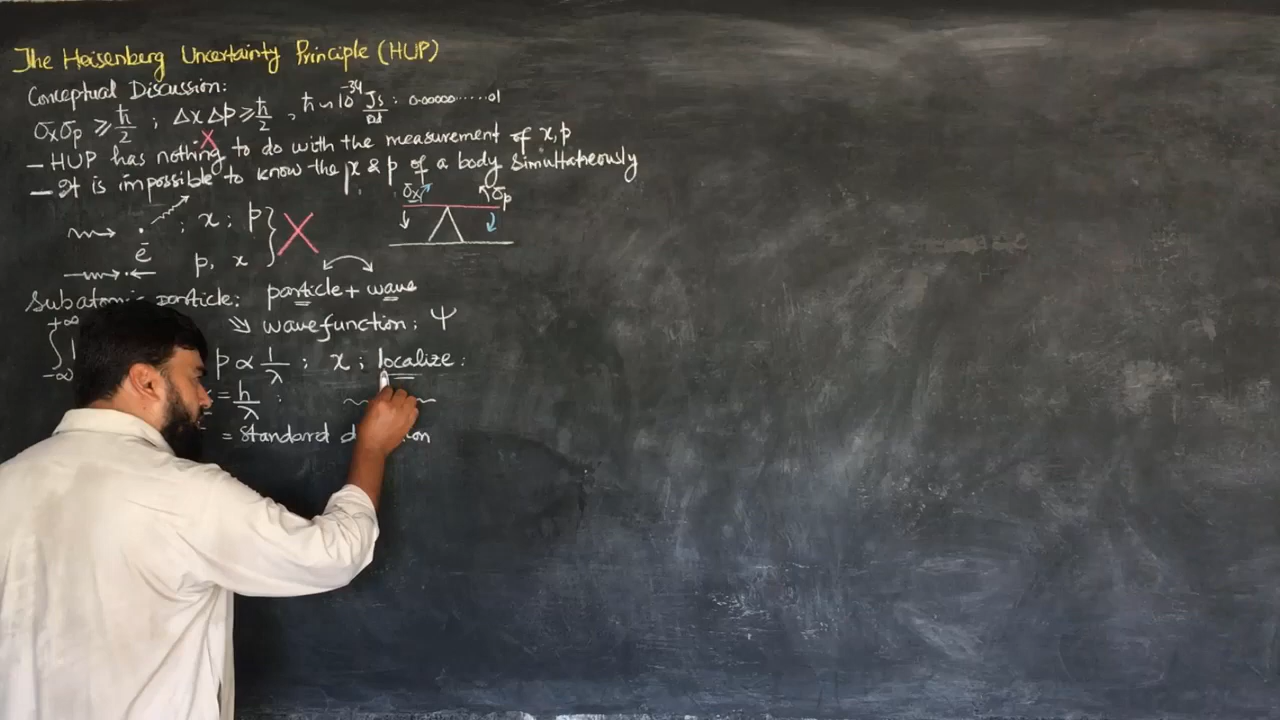 The Heisenberg Uncertainty Principle (HUP)
Conceptual Discussion:
σxσp ≥ ħ/2 ; Δx Δp ≥ ħ/2 , ħ ~ 10^-34 Js : 0.00000......01
- HUP has nothing to do with the measurement of x, p
- It is impossible to know the x & p of a body simultaneously
σx σp
; x ; p
ē p, x
Subatomic particle: particle + wave
⇒ wavefunction: Ψ
+∞ ∫ -∞ p ∝ 1/λ ; x ; localize:
= h/λ :
= Standard